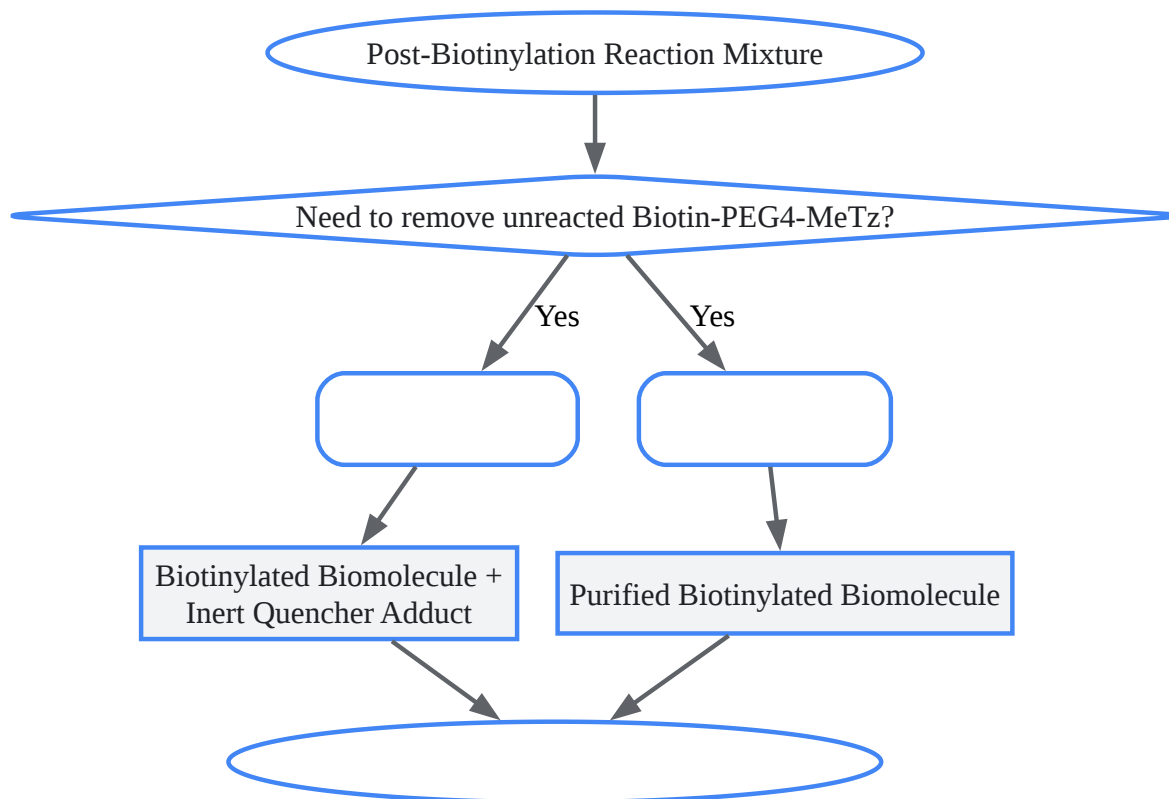 Post-Biotinylation Reaction Mixture
Need to remove unreacted Biotin-PEG4-MeTz?
Yes
Yes
Biotinylated Biomolecule +
Inert Quencher Adduct
Purified Biotinylated Biomolecule